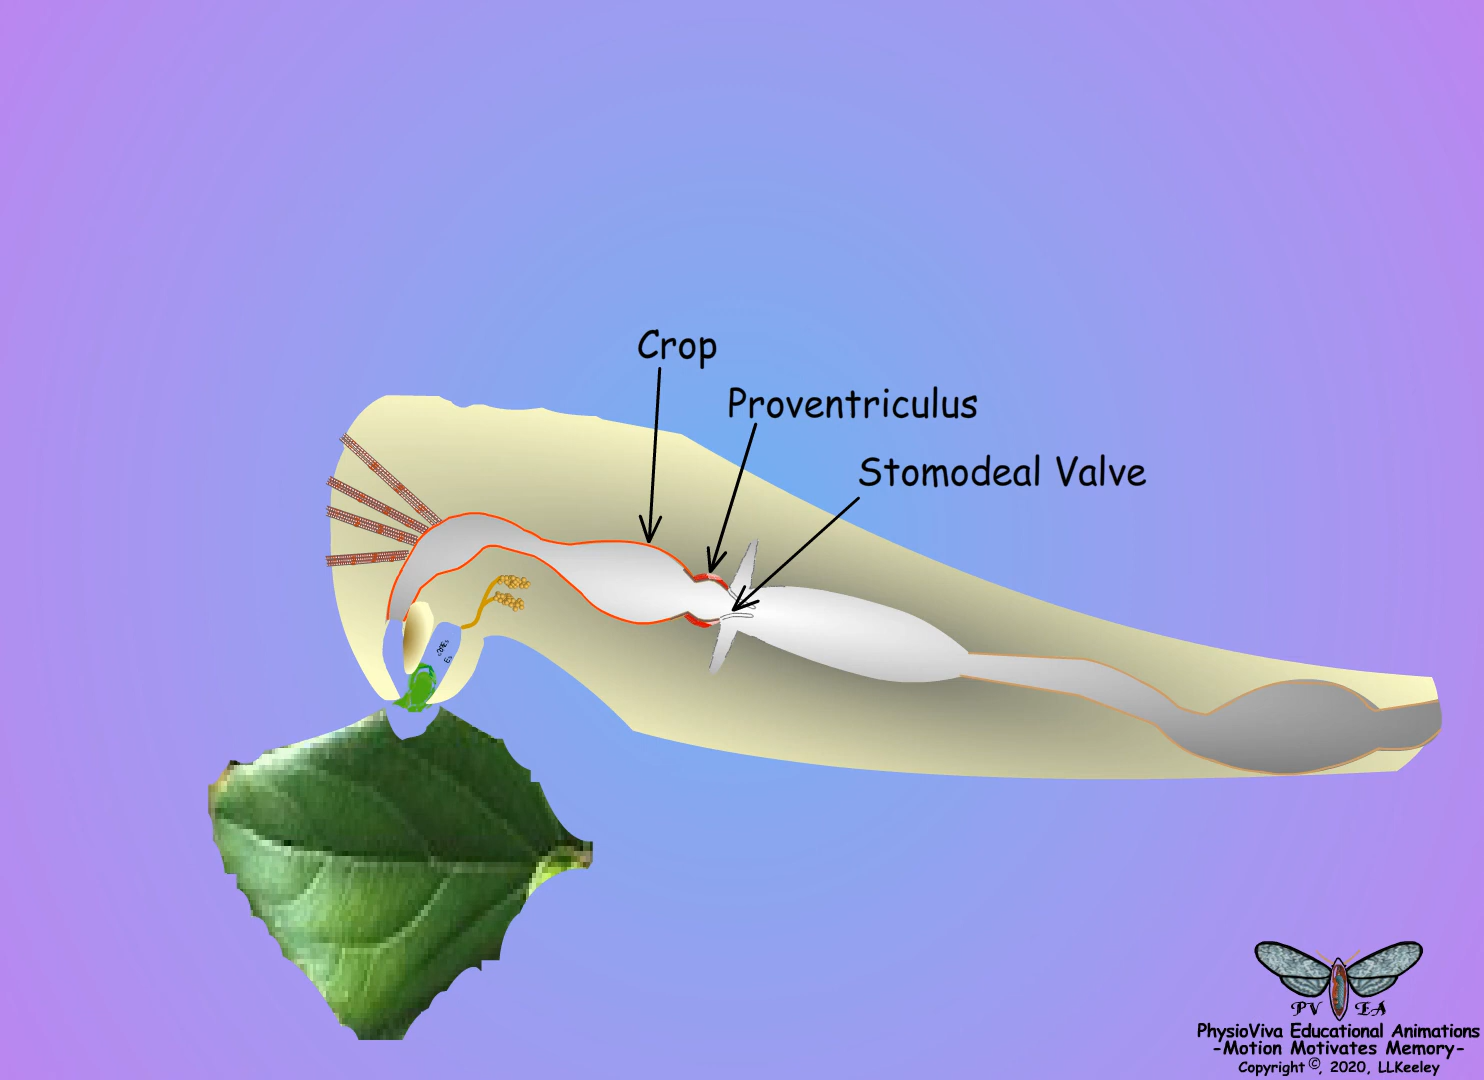 Crop
Proventriculus
Stomodeal Valve
PV EA
PhysioViva Educational Animations
-Motion Motivates Memory-
Copyright ©, 2020, LLKeeley